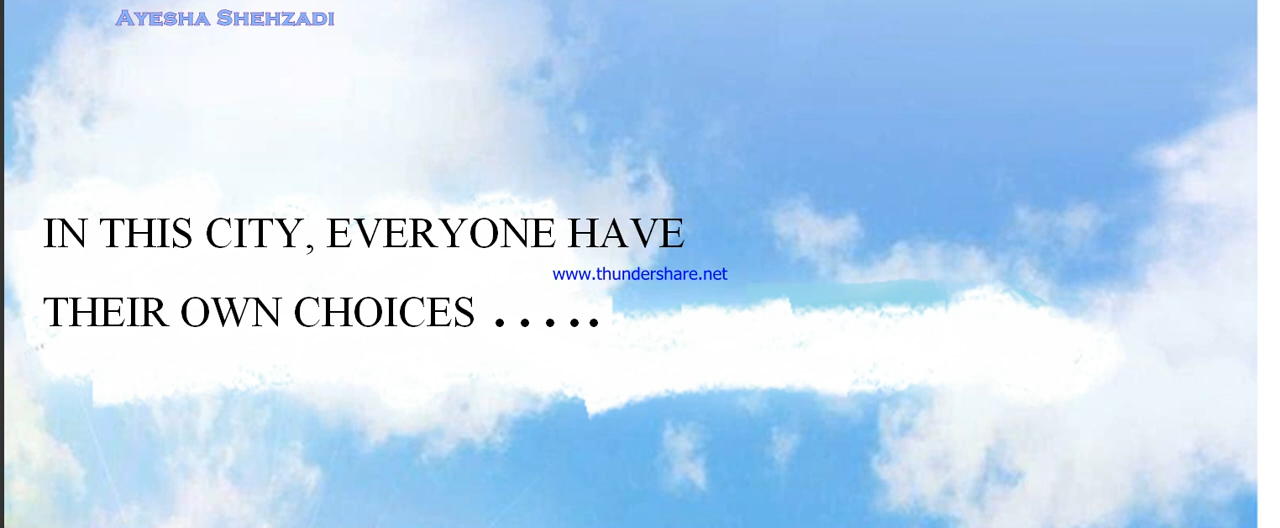 AYESHA SHEHZADI
IN THIS CITY, EVERYONE HAVE
www.thundershare.net
THEIR OWN CHOICES .....